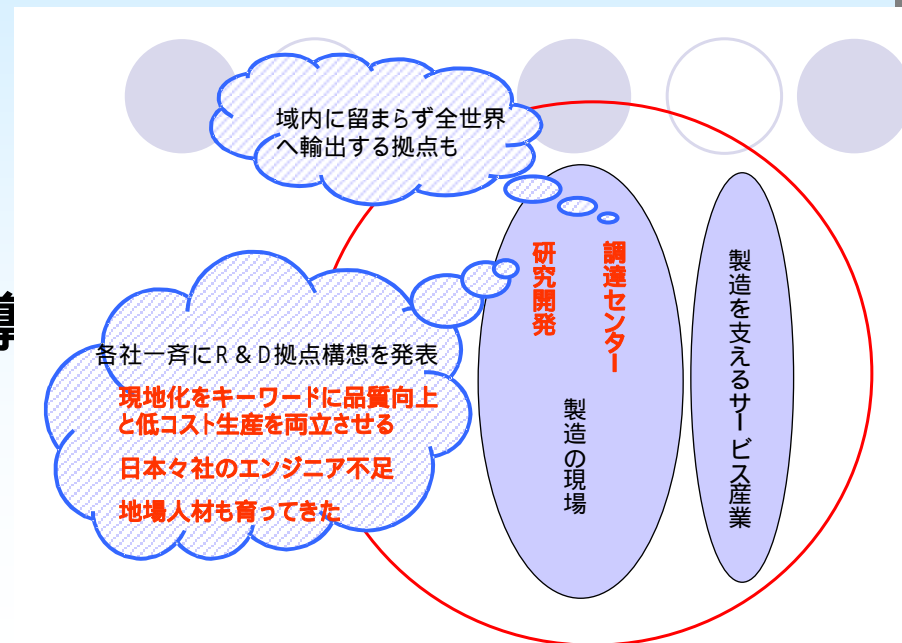 域内に留まらず全世界
へ輸出する拠点も
各社一斉にR&D拠点構想を発表
現地化をキーワードに品質向上
と低コスト生産を両立させる
日本々社のエンジニア不足
地場人材も育ってきた
研究開発
調達センター
製造の現場
製造を支えるサービス産業